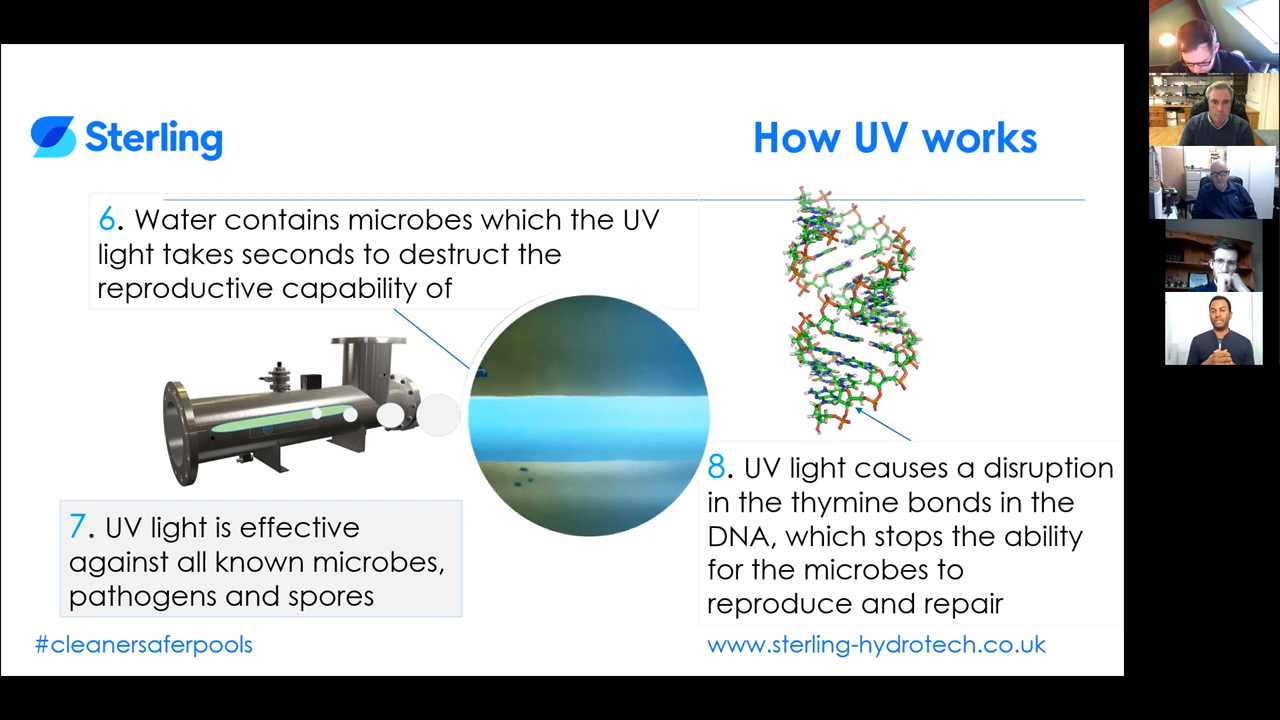 Sterling
How UV works
6. Water contains microbes which the UV
light takes seconds to destruct the
reproductive capability of
7. UV light is effective
against all known microbes,
pathogens and spores
8. UV light causes a disruption
in the thymine bonds in the
DNA, which stops the ability
for the microbes to
reproduce and repair
#cleanersaferpools
www.sterling-hydrotech.co.uk